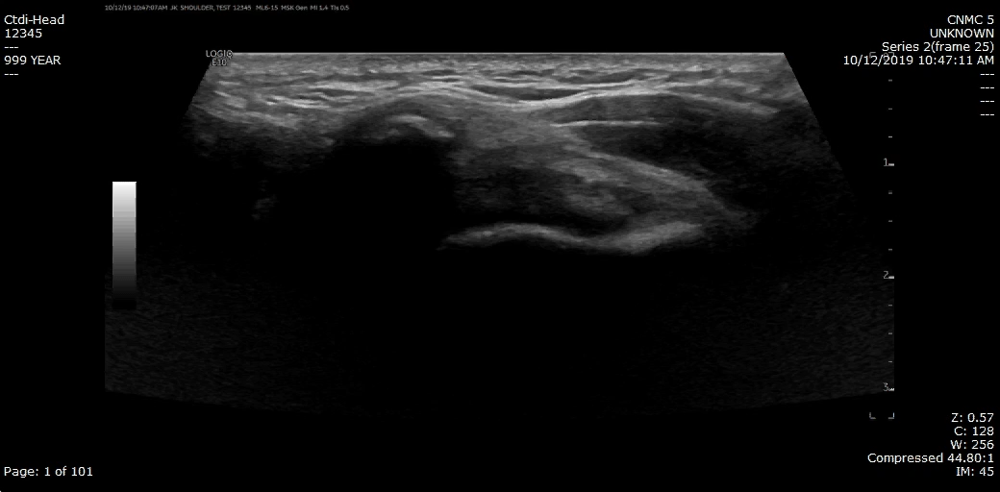 10/12/19 10:47:07AM JK SHOULDER, TEST 12345 ML6-15 MSK Gen MI 1.4 TIs 0.5
Ctdi-Head
12345
---
999 YEAR
---
CNMC 5
UNKNOWN
Series 2(frame 25)
10/12/2019 10:47:11 AM
---
---
---
---
LOGIQ
E10
1
2
3
Z: 0.57
C: 128
W: 256
Compressed 44.80:1
IM: 45
Page: 1 of 101